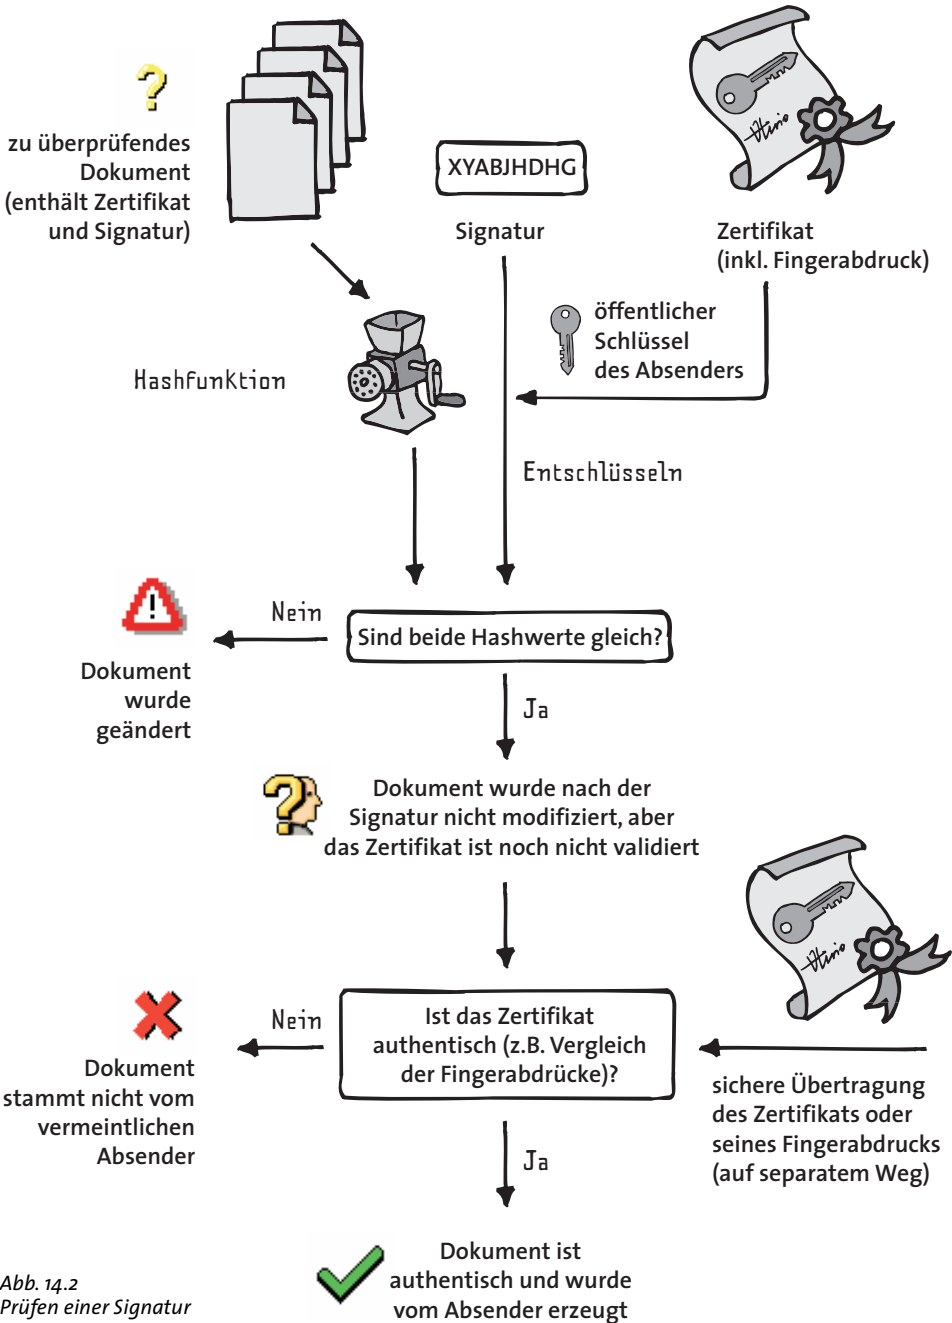 zu überprüfendes
Dokument
(enthält Zertifikat
und Signatur)
XYABJHDHG
Signatur
Zertifikat
(inkl. Fingerabdruck)
öffentlicher
Schlüssel
des Absenders
Hashfunktion
Entschlüsseln
Nein
Sind beide Hashwerte gleich?
Dokument
wurde
geändert
Ja
Dokument wurde nach der
Signatur nicht modifiziert, aber
das Zertifikat ist noch nicht validiert
Nein
Ist das Zertifikat
authentisch (z.B. Vergleich
der Fingerabdrücke)?
Dokument
stammt nicht vom
vermeintlichen
Absender
sichere Übertragung
des Zertifikats oder
seines Fingerabdrucks
(auf separatem Weg)
Ja
Dokument ist
authentisch und wurde
vom Absender erzeugt
Abb. 14.2
Prüfen einer Signatur